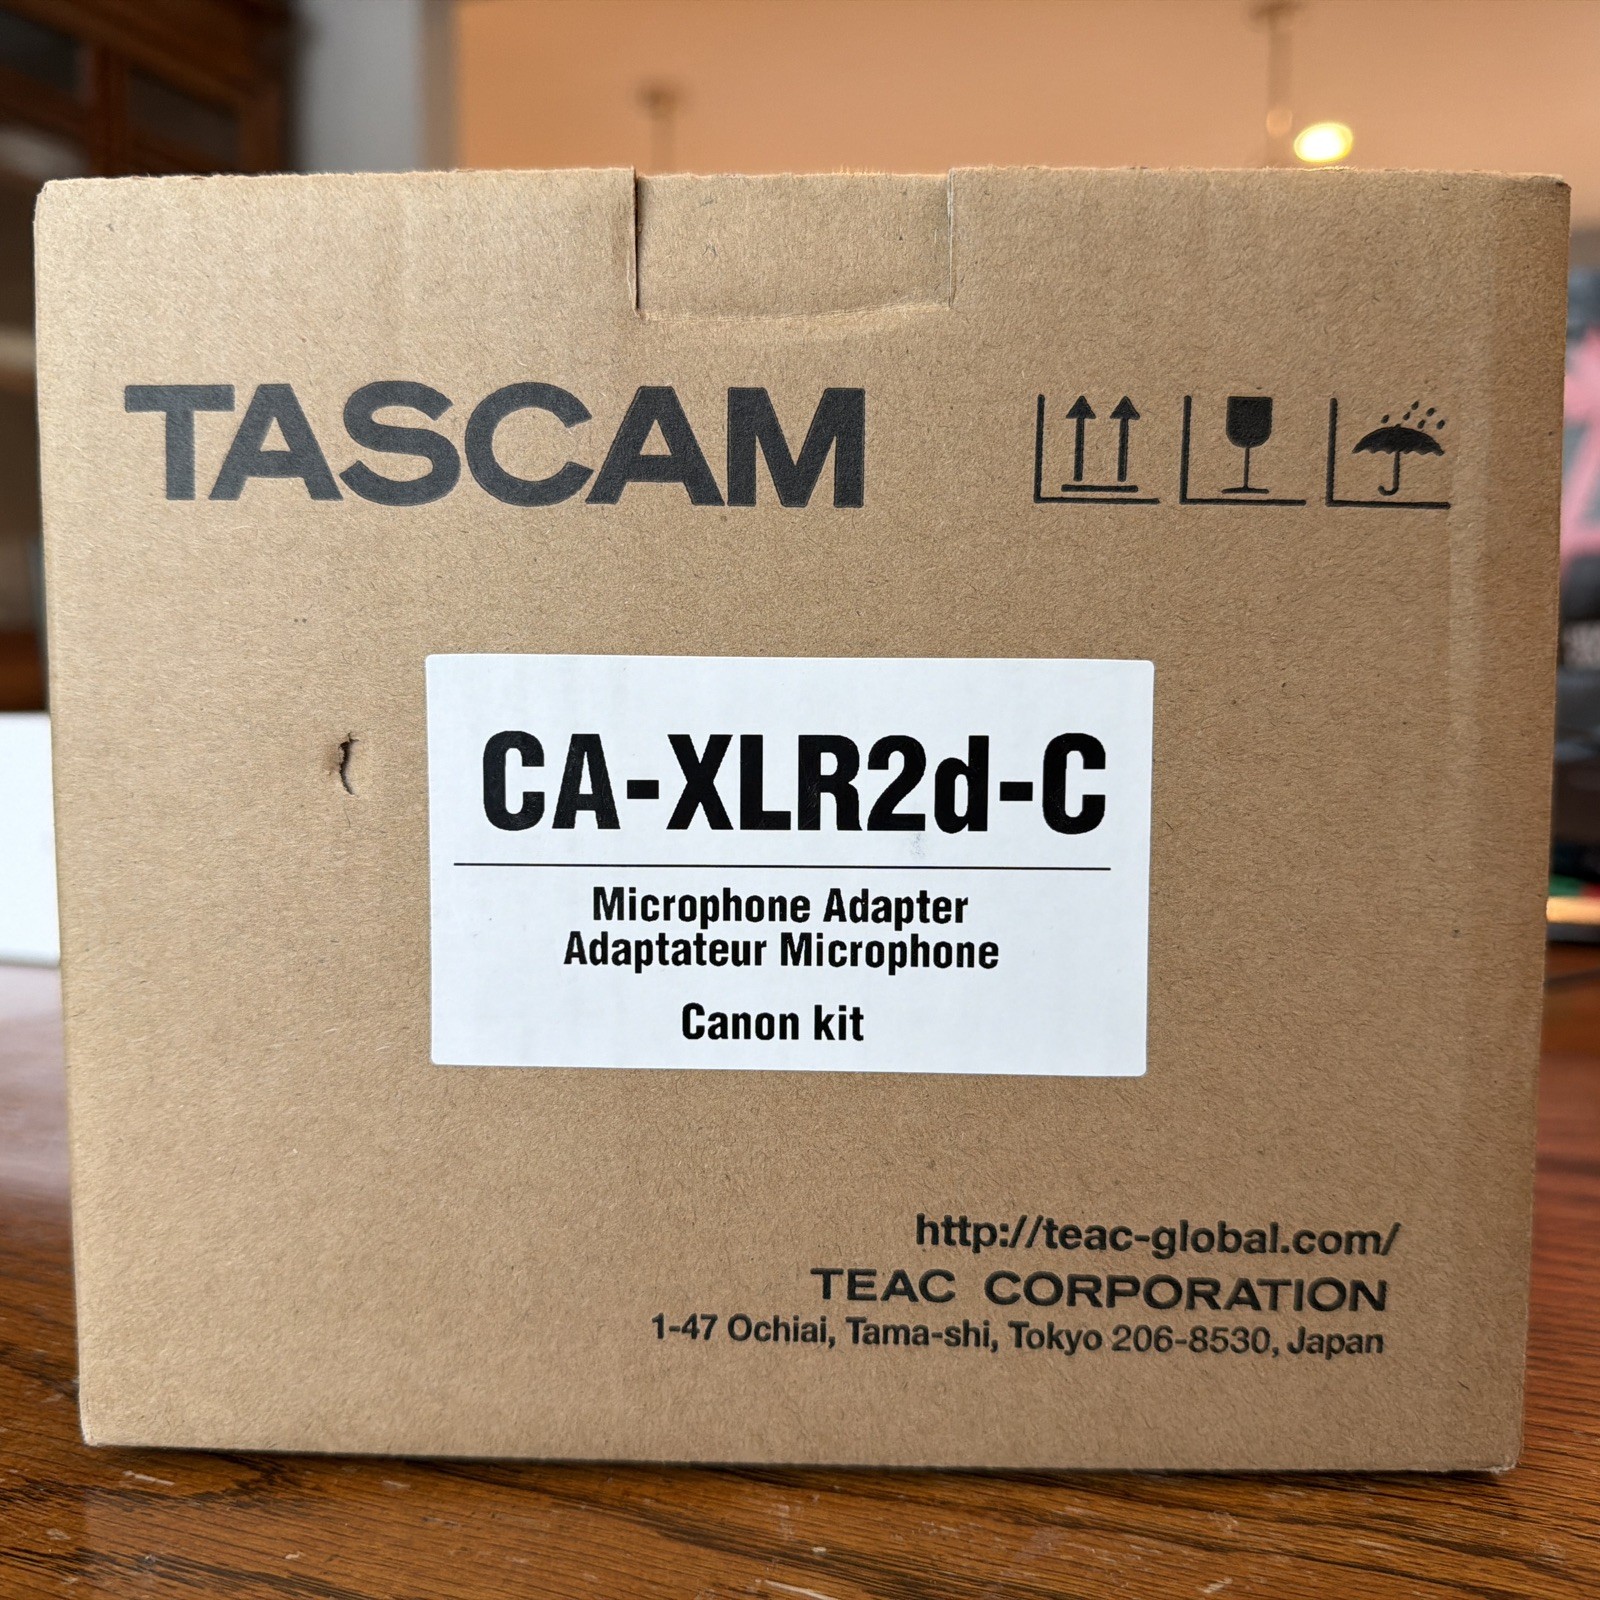 TASCAM
CA-XLR2d-C
Microphone Adapter
Adaptateur Microphone
Canon kit
http://teac-global.com/
TEAC CORPORATION
1-47 Ochiai, Tama-shi, Tokyo 206-8530, Japan